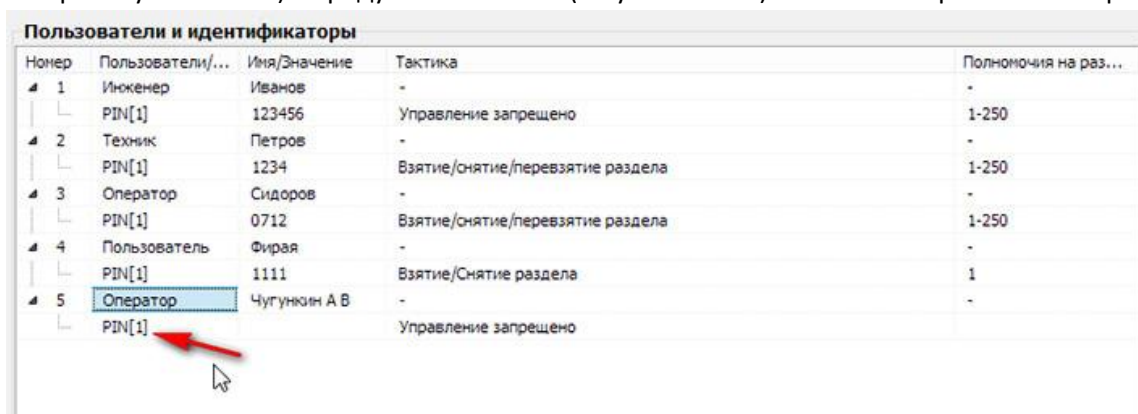 Пользователи и идентификаторы
Номер Пользователи/... Имя/Значение Тактика Полномочия на раз...
1 Инженер Иванов - -
PIN[1] 123456 Управление запрещено 1-250
2 Техник Петров - -
PIN[1] 1234 Взятие/снятие/перевзятие раздела 1-250
3 Оператор Сидоров - -
PIN[1] 0712 Взятие/снятие/перевзятие раздела 1-250
4 Пользователь Фирая - -
PIN[1] 1111 Взятие/Снятие раздела 1
5 Оператор Чугункин А В - -
PIN[1] Управление запрещено